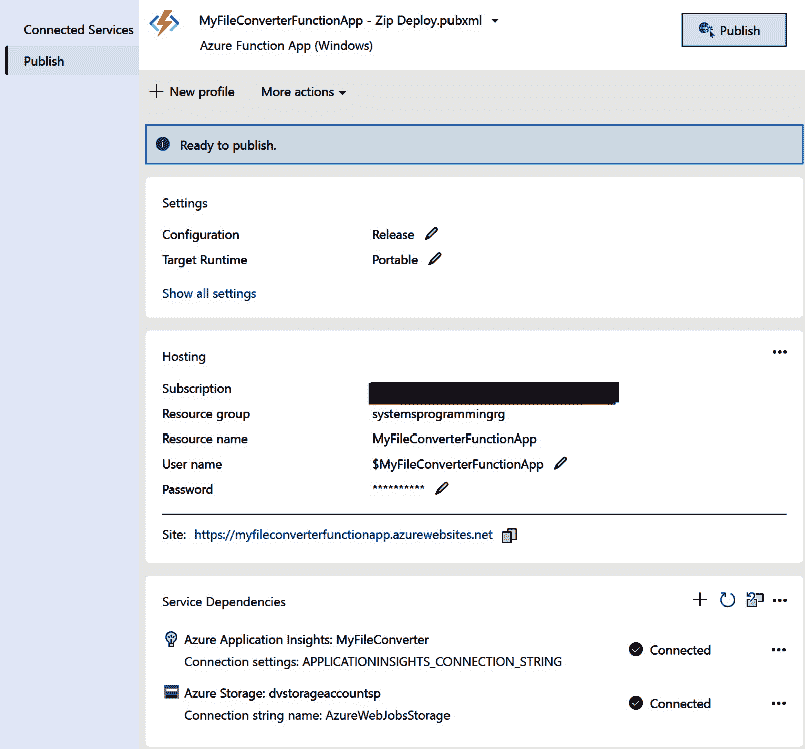 Connected Services
Publish
MyFileConverterFunctionApp - Zip Deploy.pubxml
Azure Function App (Windows)
Publish
New profile
More actions
Ready to publish.
Settings
Configuration Release
Target Runtime Portable
Show all settings
Hosting
Subscription
Resource group systemsprogrammingrg
Resource name MyFileConverterFunctionApp
User name $MyFileConverterFunctionApp
Password **********
Site: https://myfileconverterfunctionapp.azurewebsites.net
Service Dependencies
Azure Application Insights: MyFileConverter
Connection settings: APPLICATIONINSIGHTS_CONNECTION_STRING
Connected
Azure Storage: dvstorageaccountsp
Connection string name: AzureWebJobsStorage
Connected